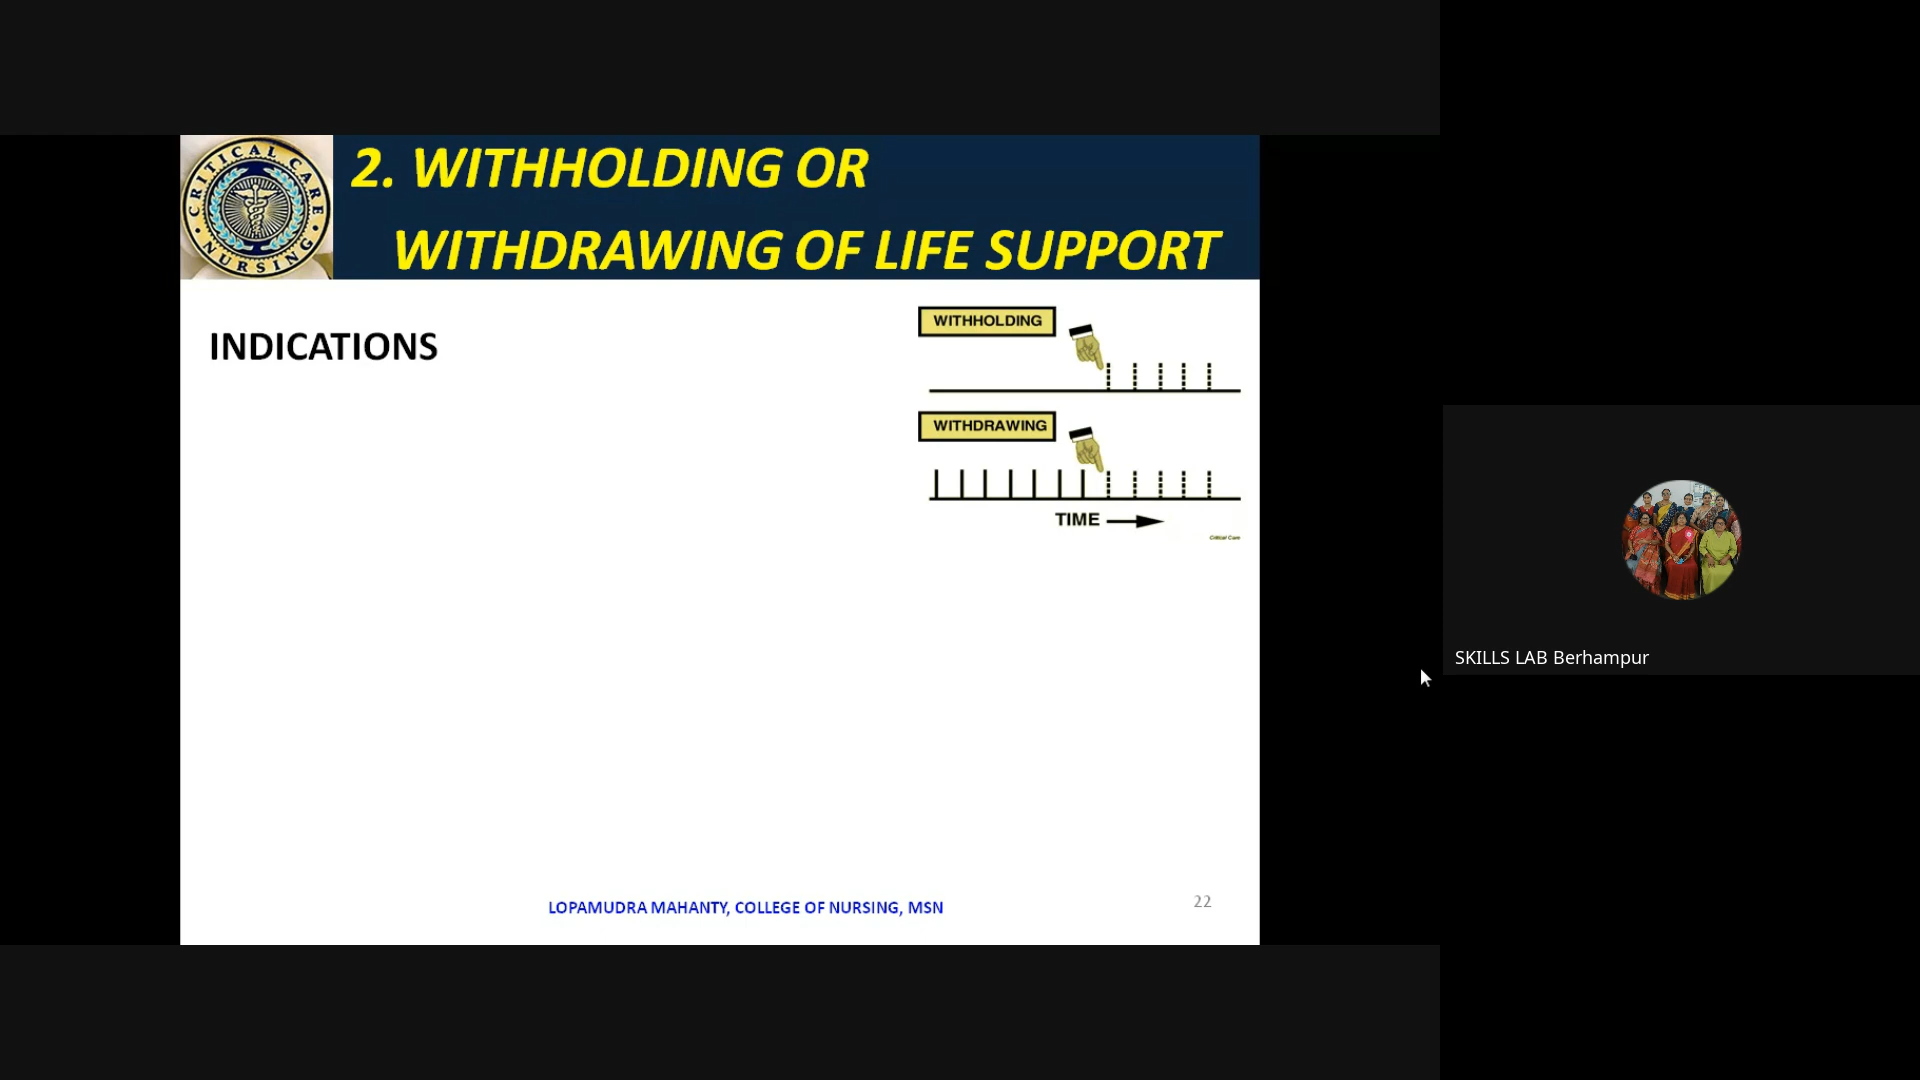 CRITICAL CARE
NURSING
2. WITHHOLDING OR
WITHDRAWING OF LIFE SUPPORT
INDICATIONS
WITHHOLDING
WITHDRAWING
TIME
Critical Care
LOPAMUDRA MAHANTY, COLLEGE OF NURSING, MSN
22
SKILLS LAB Berhampur